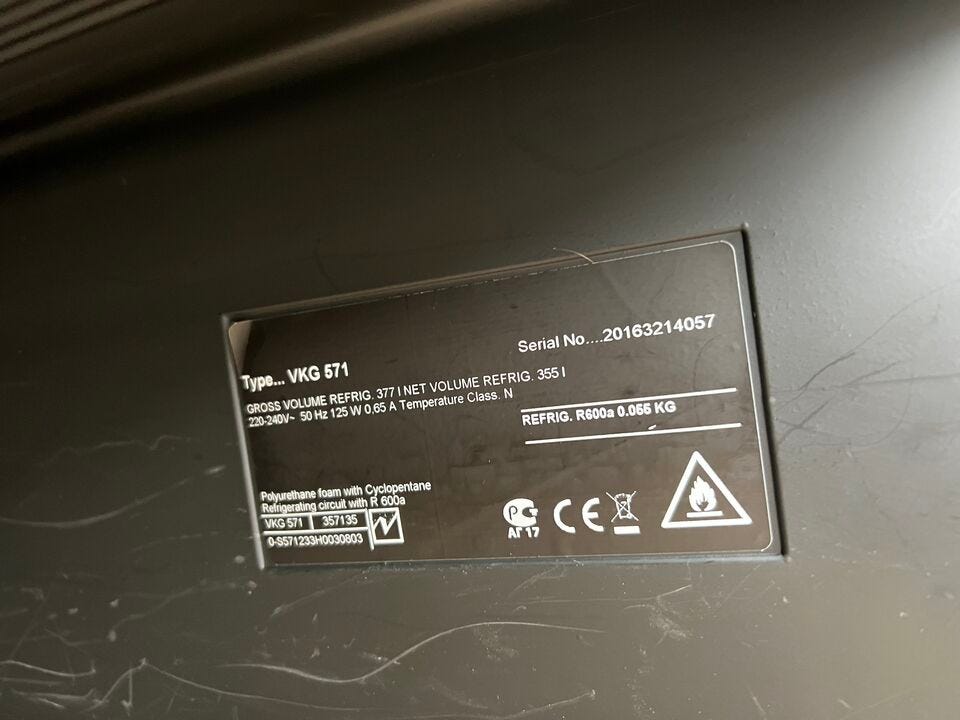 Type... VKG 571
Serial No....20163214057
GROSS VOLUME REFRIG. 377 l NET VOLUME REFRIG. 355 l
220-240V~ 50 Hz 125 W 0,65 A Temperature Class. N
REFRIG. R600a 0.055 KG
Polyurethane foam with Cyclopentane
Refrigerating circuit with R 600a
VKG 571 357135
0-S571233H0030803
PG
АГ 17
CE